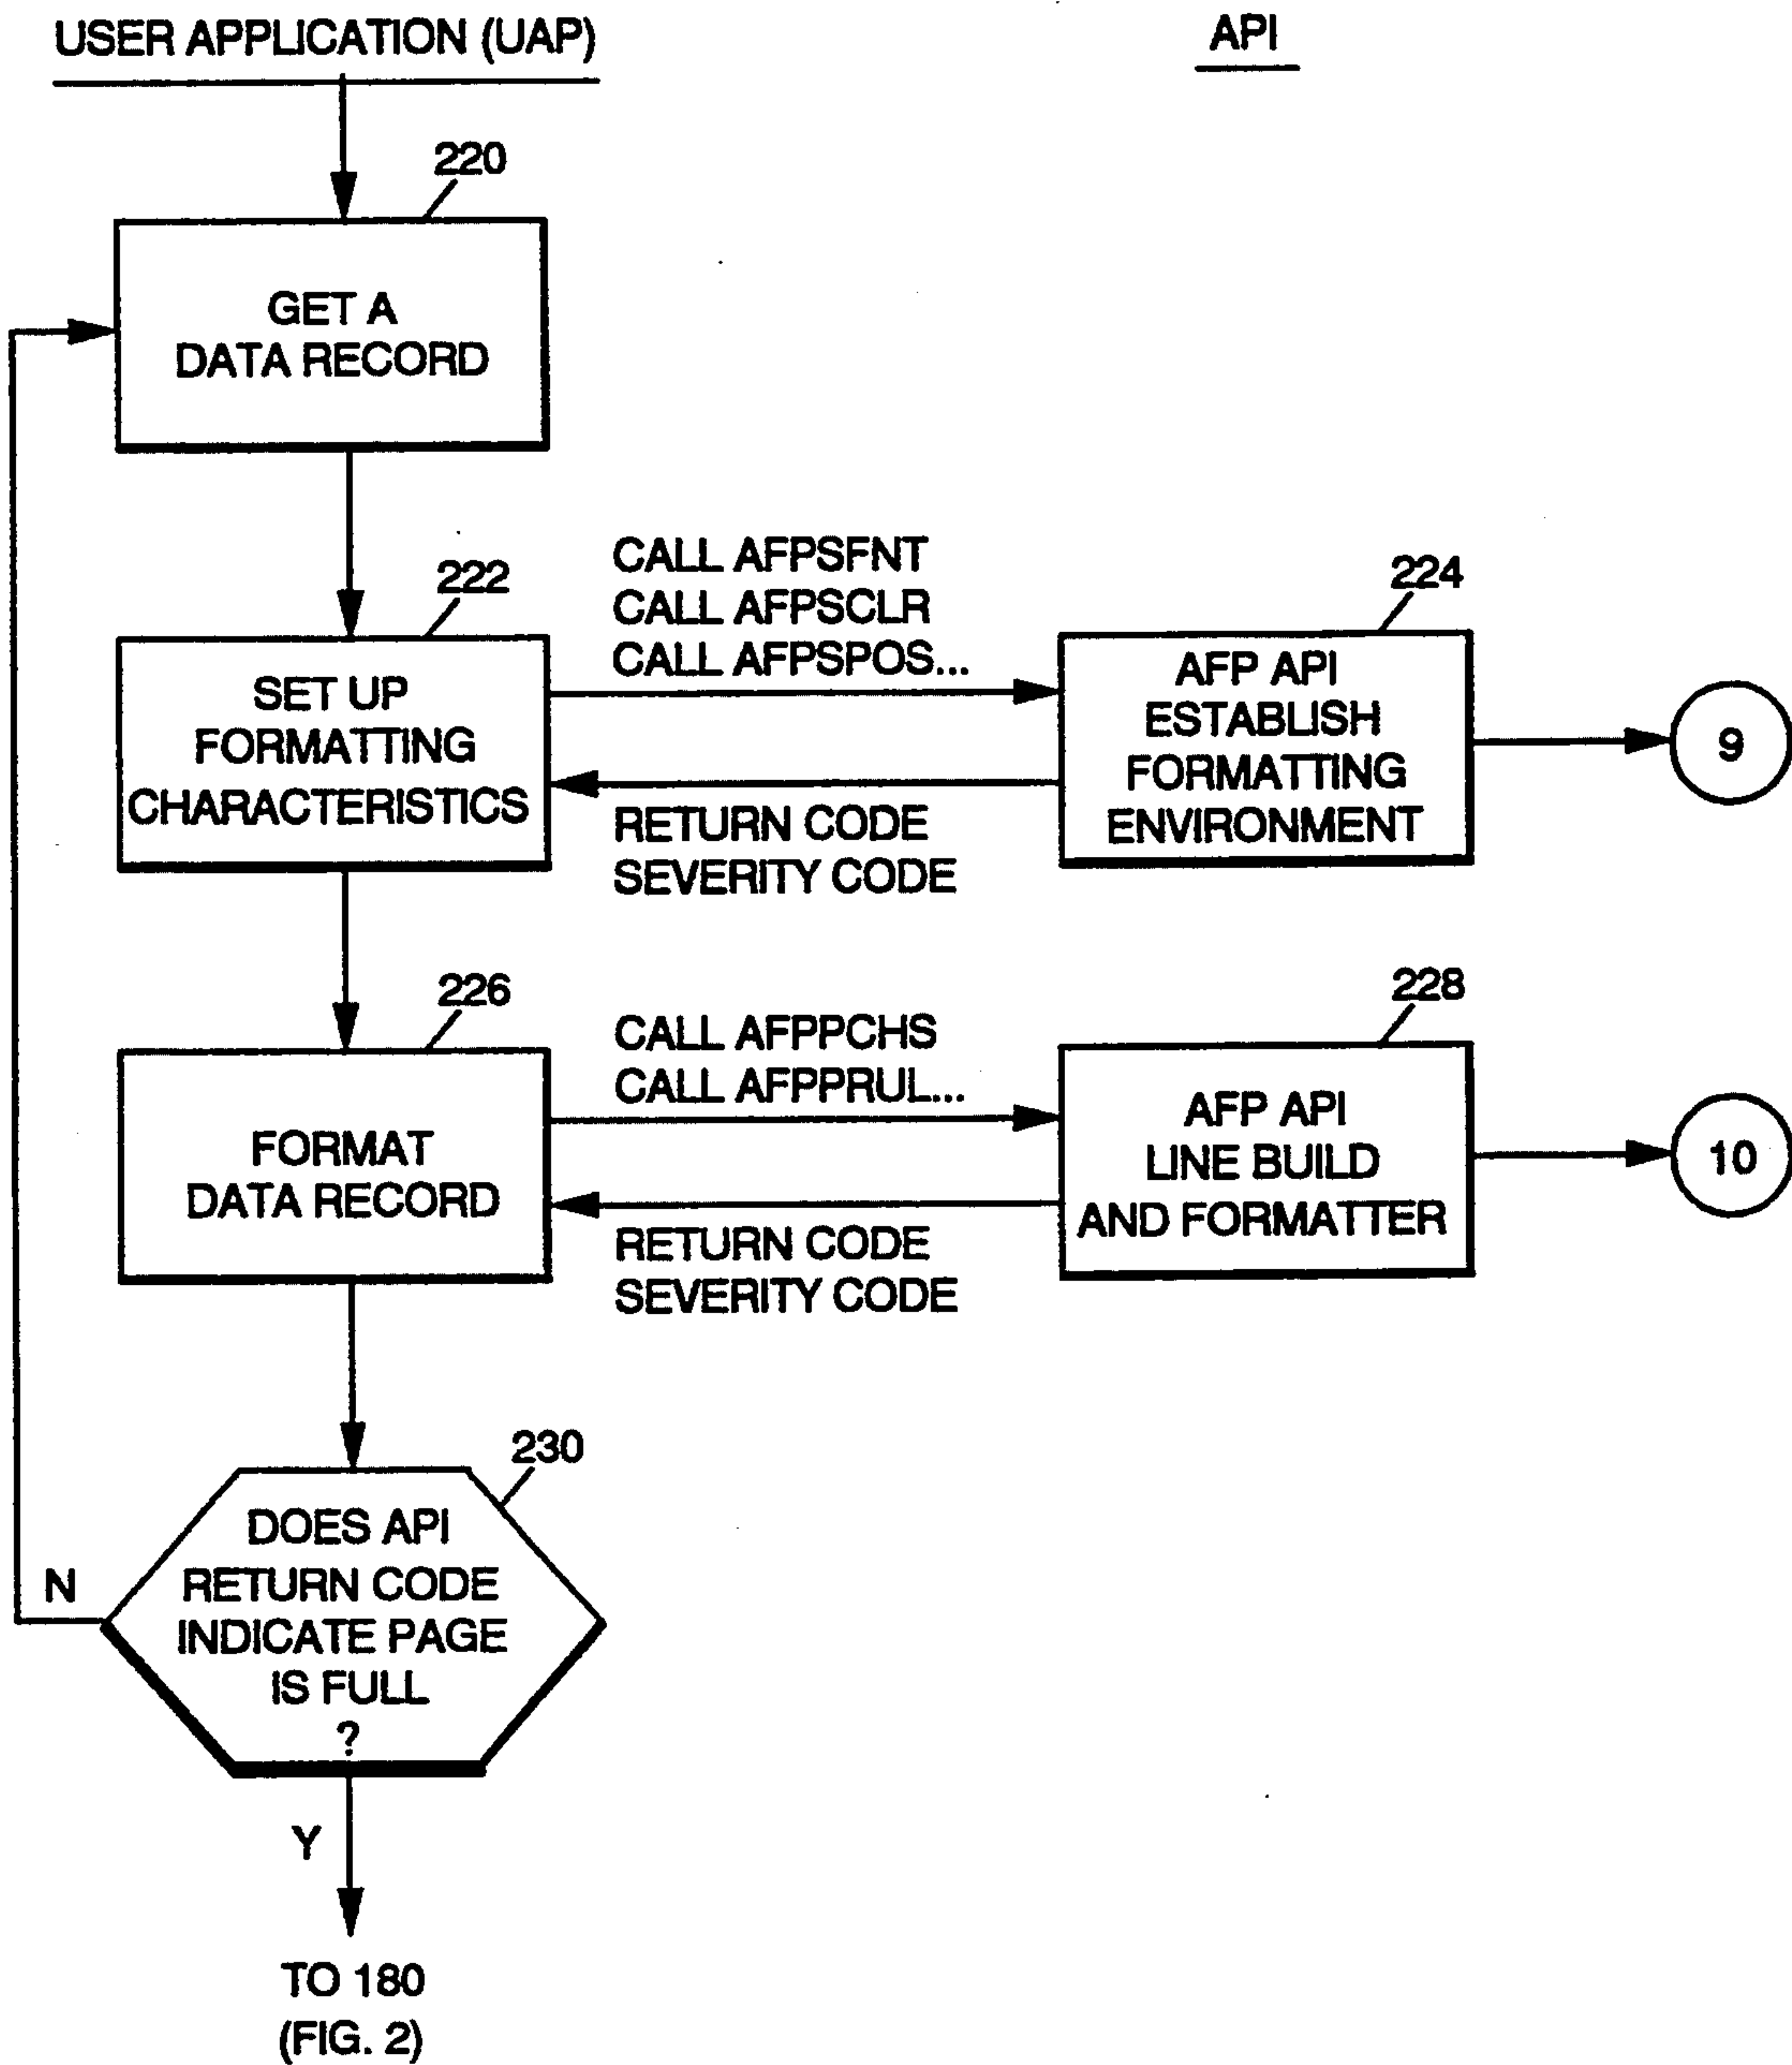 USER APPLICATION (UAP)
API
220
GET A
DATA RECORD
222
CALL AFPSFNT
CALL AFPSCLR
CALL AFPSPOS...
224
SET UP
FORMATTING
CHARACTERISTICS
AFP API
ESTABLISH
FORMATTING
ENVIRONMENT
9
RETURN CODE
SEVERITY CODE
226
CALL AFPPCHS
CALL AFPPRUL...
228
FORMAT
DATA RECORD
AFP API
LINE BUILD
AND FORMATTER
10
RETURN CODE
SEVERITY CODE
230
DOES API
RETURN CODE
INDICATE PAGE
IS FULL
?
N
Y
TO 180
(FIG. 2)